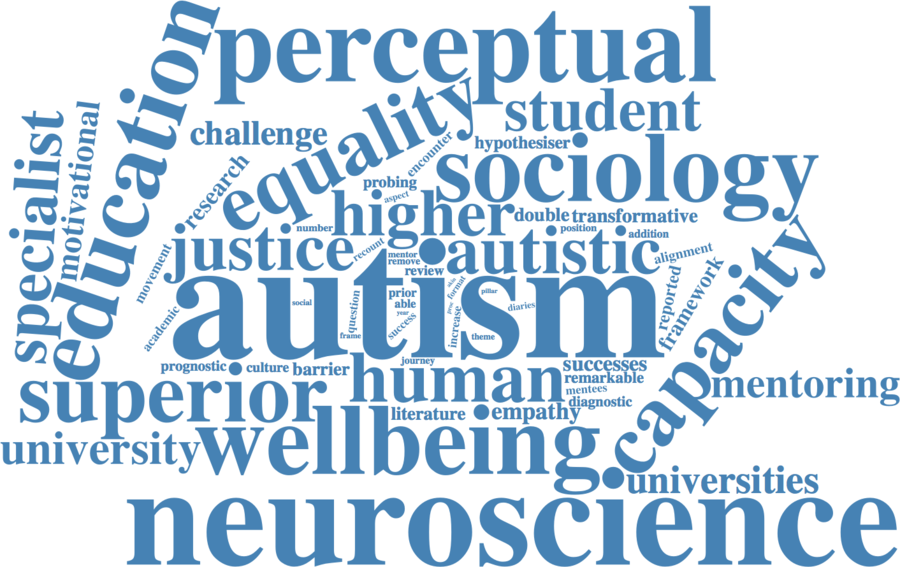 perceptual
education
equality
student
specialist
motivational
challenge
hypothesiser
encounter
sociology
research
probing
aspect
higher
double
transformative
number
position
addition
justice
recount
mentor
remove
autistic
alignment
movement
review
capacity
autism
social
question
prior
able
year
success
skin
format
pillar
diaries
increase
theme
frame
reported
framework
academic
journey
prognostic
culture
barrier
human
successes
remarkable
mentees
diagnostic
mentoring
superior
literature
empathy
university
wellbeing
universities
neuroscience